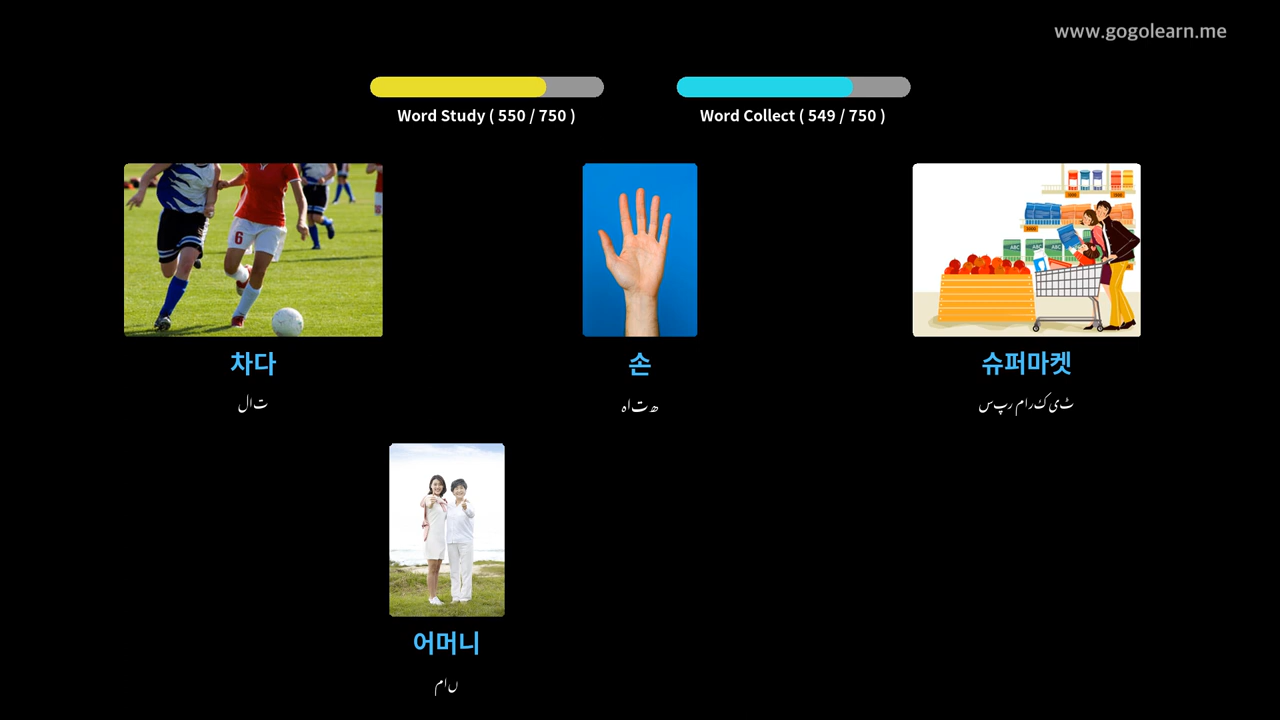 www.gogolearn.me
Word Study ( 550 / 750 )
Word Collect ( 549 / 750 )
차다
لات
손
ہاتھ
슈퍼마켓
سپر مارکیٹ
어머니
ماں